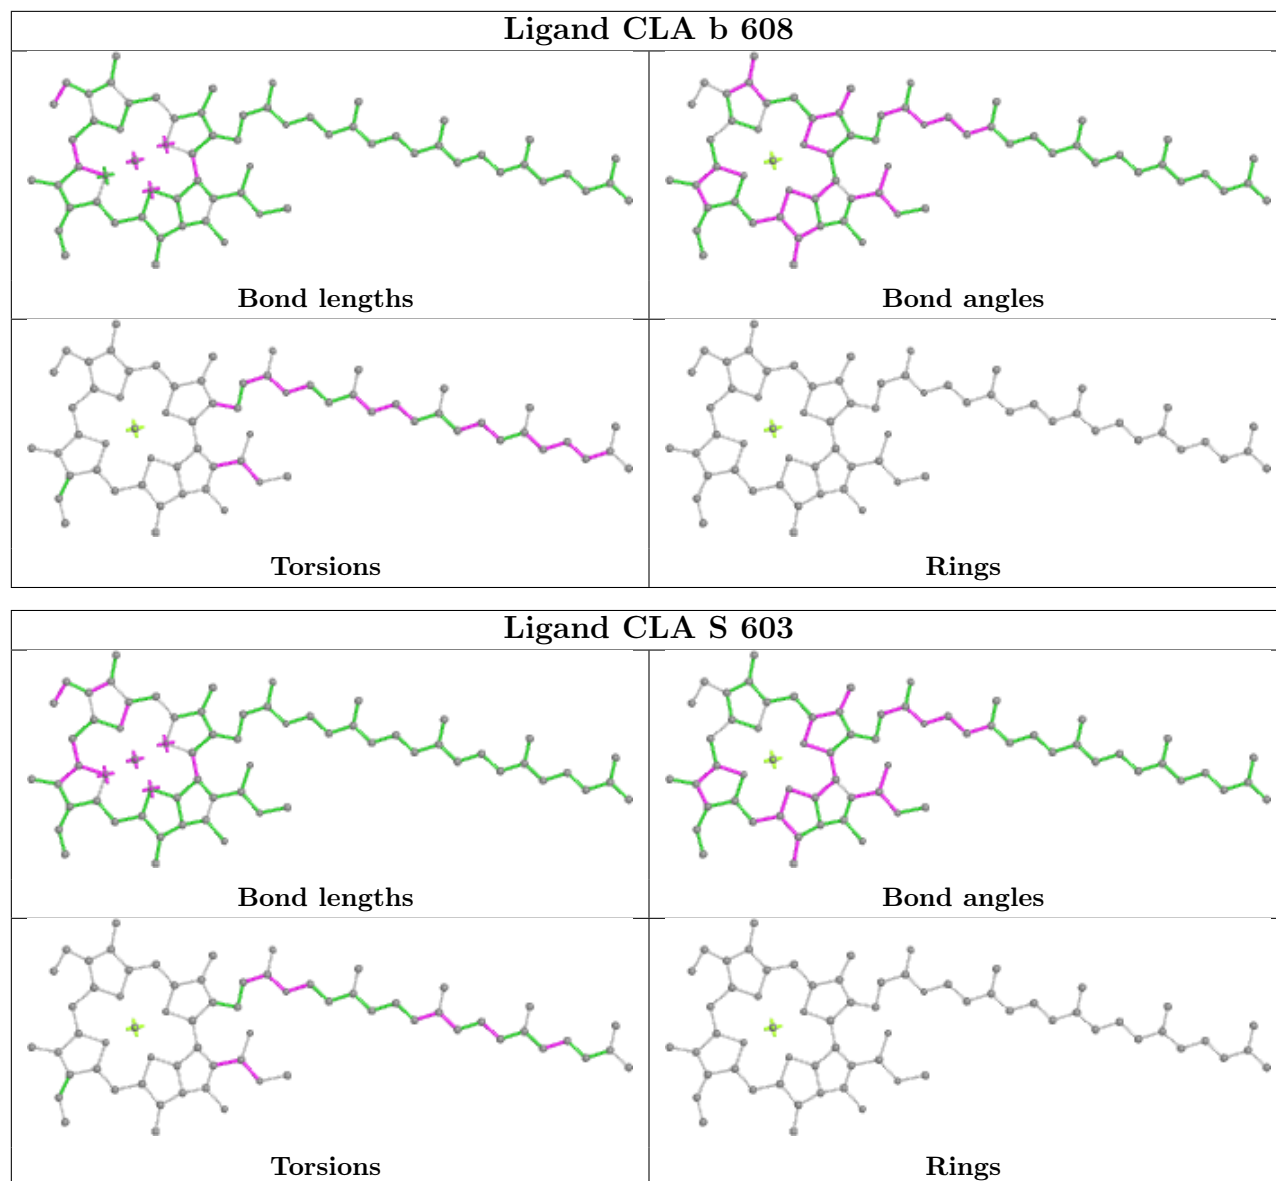 Ligand CLA b 608
Bond lengths
Bond angles
Torsions
Rings
Ligand CLA S 603
Bond lengths
Bond angles
Torsions
Rings